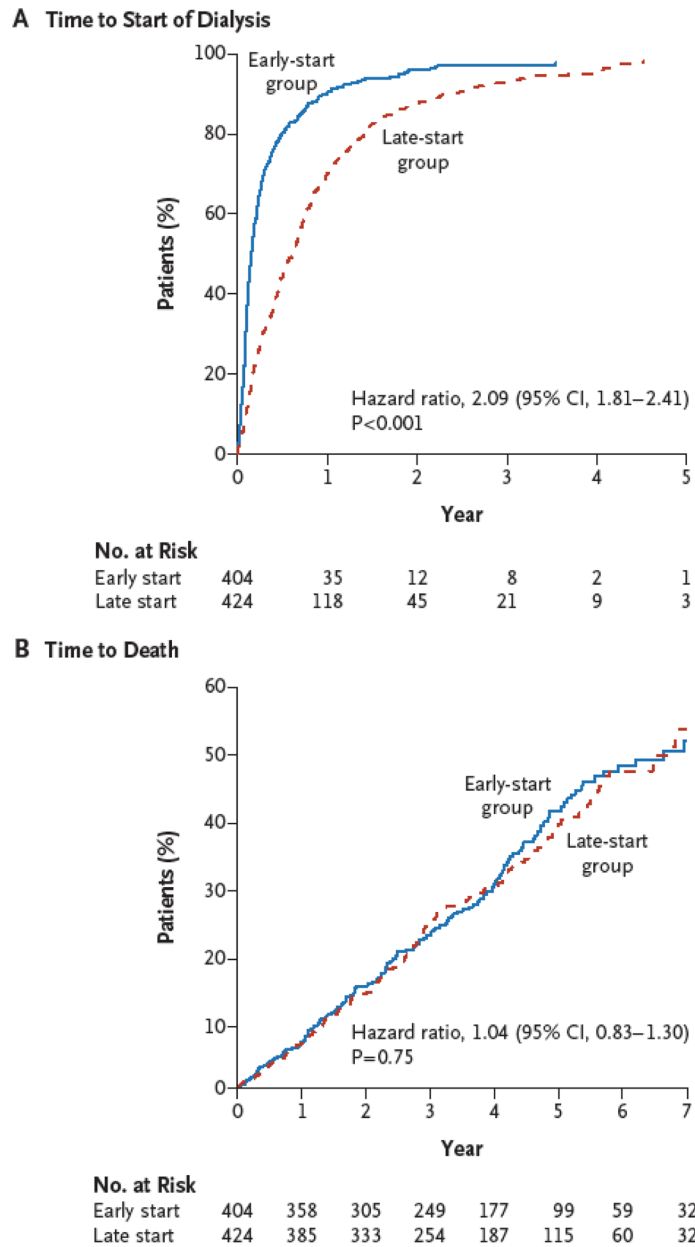 A Time to Start of Dialysis
100
80
60
40
20
0
Patients (%)
Early-start
group
Late-start
group
Hazard ratio, 2.09 (95% CI, 1.81–2.41)
P<0.001
0 1 2 3 4 5
Year
No. at Risk
Early start 404 35 12 8 2 1
Late start 424 118 45 21 9 3
B Time to Death
60
50
40
30
20
10
0
Patients (%)
Early-start
group
Late-start
group
Hazard ratio, 1.04 (95% CI, 0.83–1.30)
P=0.75
0 1 2 3 4 5 6 7
Year
No. at Risk
Early start 404 358 305 249 177 99 59 32
Late start 424 385 333 254 187 115 60 32